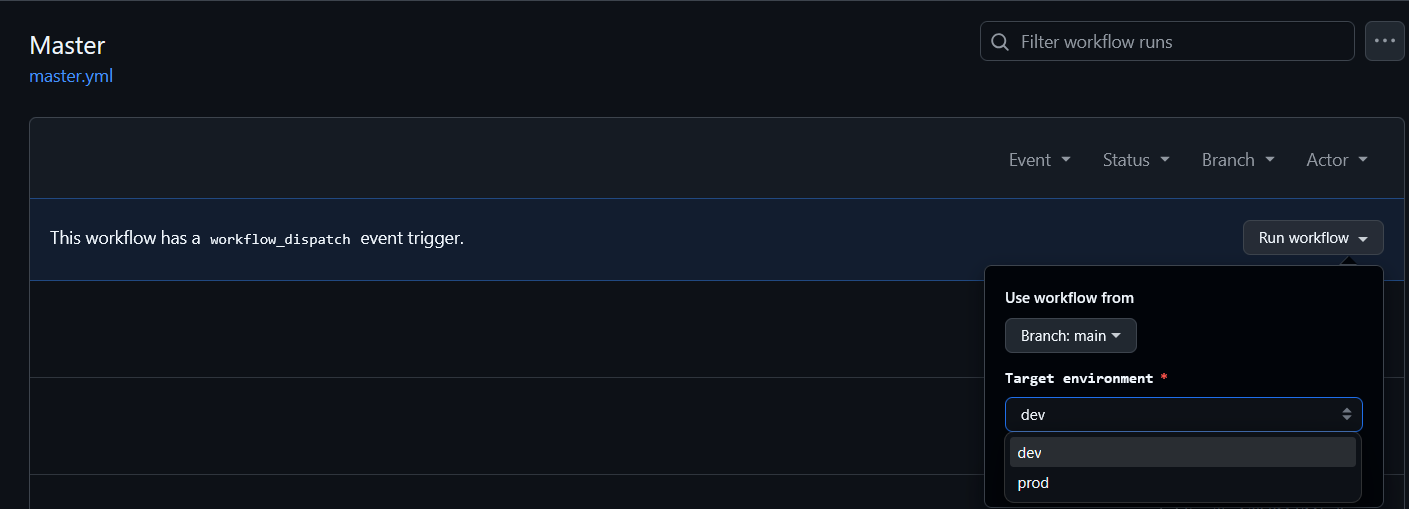 Master
master.yml
Filter workflow runs
Event Status Branch Actor
This workflow has a workflow_dispatch event trigger.
Run workflow
Use workflow from
Branch: main
Target environment *
dev
dev
prod